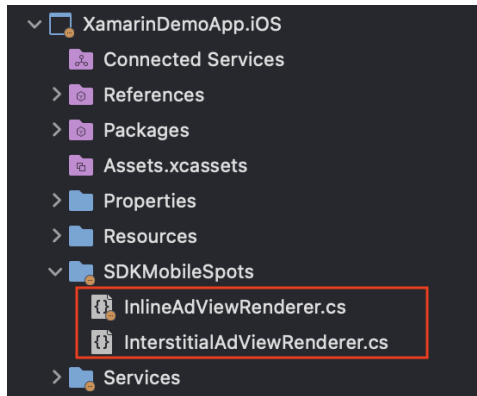 XamarinDemoApp.iOS
Connected Services
References
Packages
Assets.xcassets
Properties
Resources
SDKMobileSpots
InlineAdViewRenderer.cs
InterstitialAdViewRenderer.cs
Services